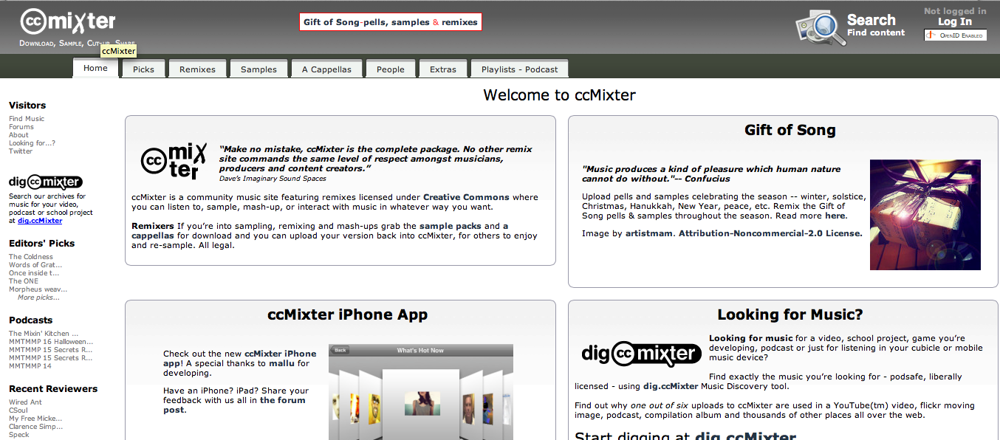 cc mixter
Download, Sample, Cut-up, Share
ccMixter
Gift of Song-pells, samples & remixes
Search
Find content
Not logged in
Log In
OpenID Enabled
Home
Picks
Remixes
Samples
A Cappellas
People
Extras
Playlists - Podcast
Visitors
Find Music
Forums
About
Looking for...?
Twitter
dig cc mixter
Search our archives for
music for your video,
podcast or school project
at dig.ccMixter
Editors' Picks
The Coldness
Words of Grat...
Once inside t...
The ONE
Morpheus weav...
More picks...
Podcasts
The Mixin' Kitchen ...
MMTMMP 16 Halloween...
MMTMMP 15 Secrets R...
MMTMMP 15 Secrets R...
MMTMMP 14
Recent Reviewers
Wired Ant
CSoul
My Free Micke...
Clarence Simp...
Speck
Welcome to ccMixter
cc mixter
“Make no mistake, ccMixter is the complete package. No other remix
site commands the same level of respect amongst musicians,
producers and content creators.”
Dave's Imaginary Sound Spaces
ccMixter is a community music site featuring remixes licensed under Creative Commons where
you can listen to, sample, mash-up, or interact with music in whatever way you want.
Remixers If you're into sampling, remixing and mash-ups grab the sample packs and a
cappellas for download and you can upload your version back into ccMixter, for others to enjoy
and re-sample. All legal.
Gift of Song
"Music produces a kind of pleasure which human nature
cannot do without."-- Confucius
Upload pells and samples celebrating the season -- winter, solstice,
Christmas, Hanukkah, New Year, peace, etc. Remix the Gift of
Song pells & samples throughout the season. Read more here.
Image by artistmam. Attribution-Noncommercial-2.0 License.
ccMixter iPhone App
Check out the new ccMixter iPhone
app! A special thanks to mallu for
developing.
Have an iPhone? iPad? Share your
feedback with us all in the forum
post.
Back
What's Hot Now
Looking for Music?
dig cc mixter
Looking for music for a video, school project, game you're
developing, podcast or just for listening in your cubicle or mobile
music device?
Find exactly the music you're looking for - podsafe, liberally
licensed - using dig.ccMixter Music Discovery tool.
Find out why one out of six uploads to ccMixter are used in a YouTube(tm) video, flickr moving
image, podcast, compilation album and thousands of other places all over the web.
Start digging at dig.ccMixter